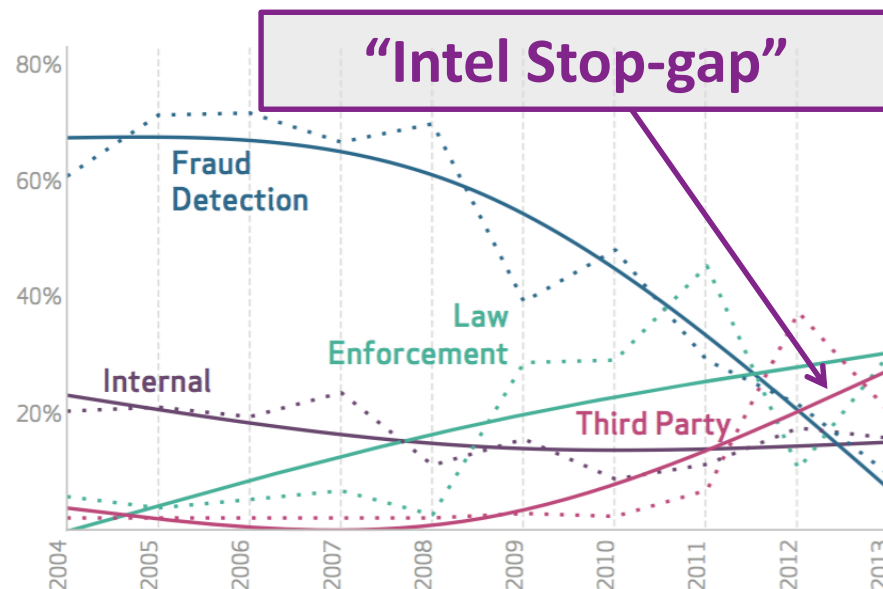 “Intel Stop-gap”
80%
60%
40%
20%
Fraud
Detection
Law
Enforcement
Internal
Third Party
2004
2005
2006
2007
2008
2009
2010
2011
2012
2013